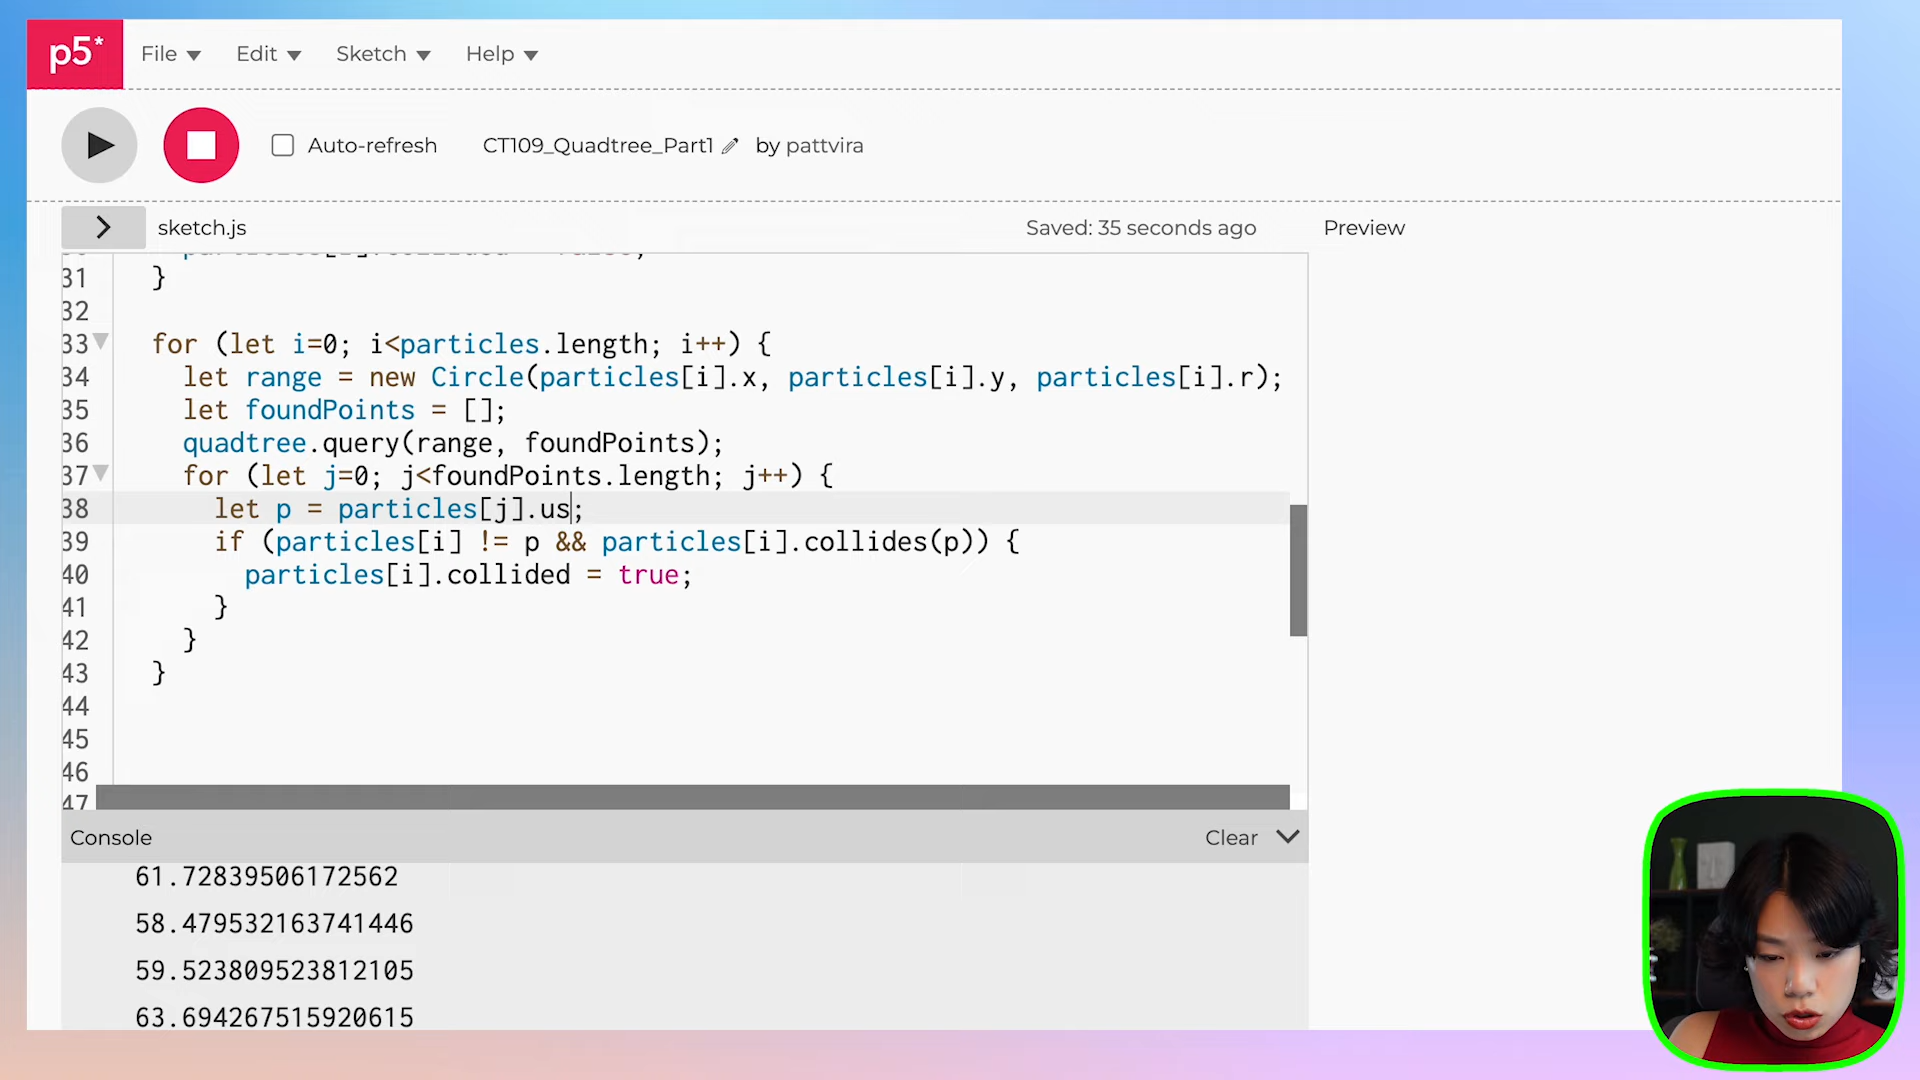 p5*
File
Edit
Sketch
Help
Auto-refresh
CT109_Quadtree_Part1
by pattvira
sketch.js
Saved: 35 seconds ago
Preview
31 }
32
33 for (let i=0; i<particles.length; i++) {
34 let range = new Circle(particles[i].x, particles[i].y, particles[i].r);
35 let foundPoints = [];
36 quadtree.query(range, foundPoints);
37 for (let j=0; j<foundPoints.length; j++) {
38 let p = particles[j].us;
39 if (particles[i] != p && particles[i].collides(p)) {
40 particles[i].collided = true;
41 }
42 }
43 }
44
45
46
47
Console
Clear
61.72839506172562
58.479532163741446
59.523809523812105
63.694267515920615